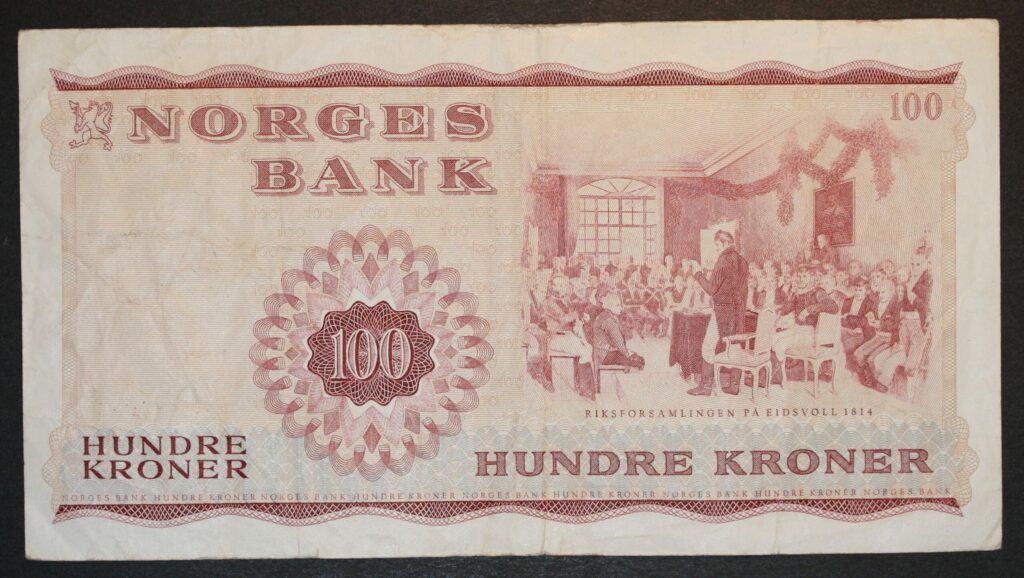 NORGES
BANK
100
100
RIKSFORSAMLINGEN PÅ EIDSVOLL 1814
HUNDRE
KRONER
HUNDRE KRONER
NORGES BANK HUNDRE KRONER NORGES BANK HUNDRE KRONER NORGES BANK HUNDRE KRONER NORGES BANK HUNDRE KRONER NORGES BANK